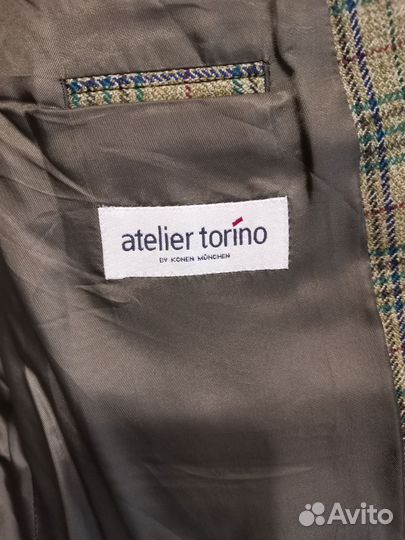 atelier torino
BY KONEN MÜNCHEN
Avito